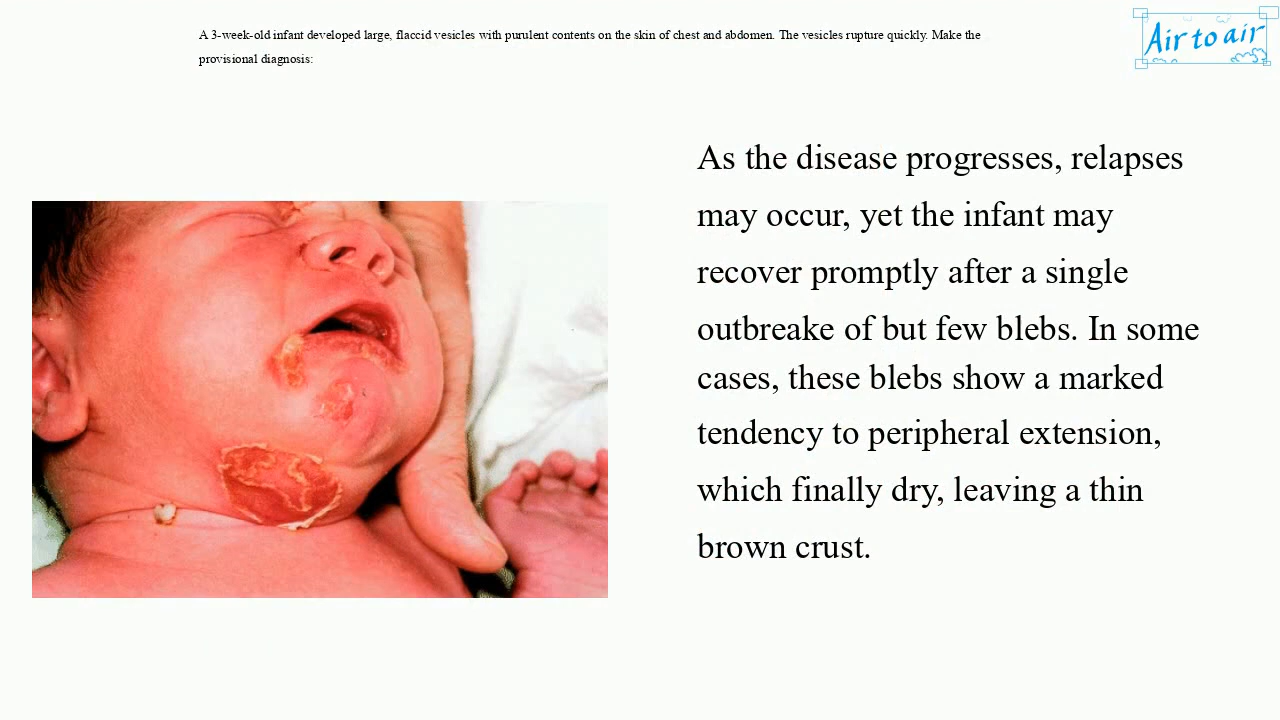 A 3-week-old infant developed large, flaccid vesicles with purulent contents on the skin of chest and abdomen. The vesicles rupture quickly. Make the
provisional diagnosis:
Air to air
As the disease progresses, relapses
may occur, yet the infant may
recover promptly after a single
outbreake of but few blebs. In some
cases, these blebs show a marked
tendency to peripheral extension,
which finally dry, leaving a thin
brown crust.